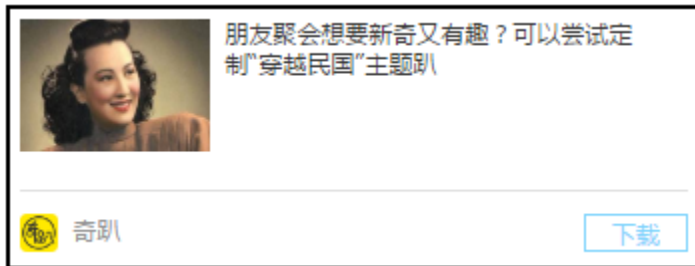 朋友聚会想要新奇又有趣？可以尝试定
制“穿越民国”主题趴
奇趴
下载